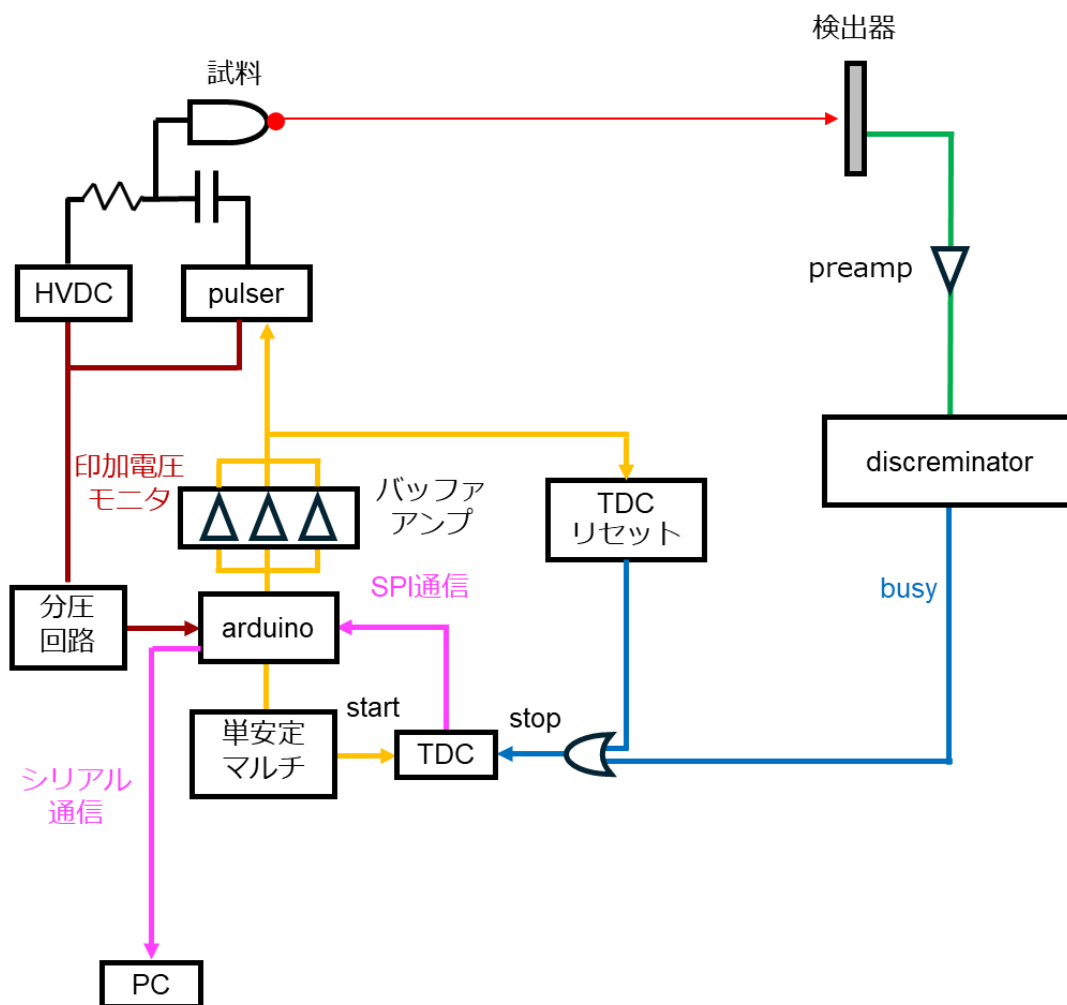 検出器
試料
HVDC
pulser
preamp
印加電圧
モニタ
バッファ
アンプ
TDC
リセット
discreminator
分圧
回路
arduino
SPI通信
busy
単安定
マルチ
start
TDC
stop
シリアル
通信
PC